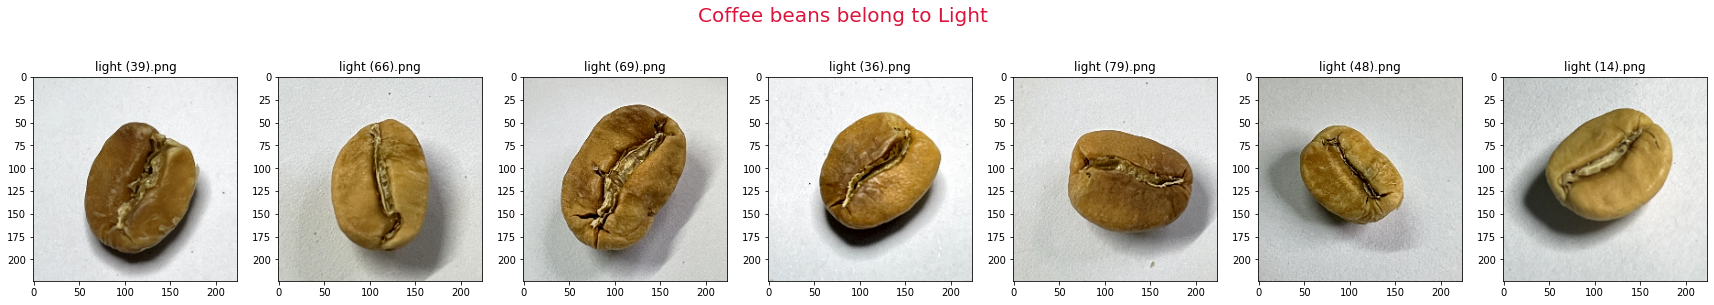 Coffee beans belong to Light
light (39).png light (66).png light (69).png light (36).png light (79).png light (48).png light (14).png
0 0 0 0 0 0 0
25 25 25 25 25 25 25
50 50 50 50 50 50 50
75 75 75 75 75 75 75
100 100 100 100 100 100 100
125 125 125 125 125 125 125
150 150 150 150 150 150 150
175 175 175 175 175 175 175
200 200 200 200 200 200 200
0 50 100 150 200 0 50 100 150 200 0 50 100 150 200 0 50 100 150 200 0 50 100 150 200 0 50 100 150 200 0 50 100 150 200